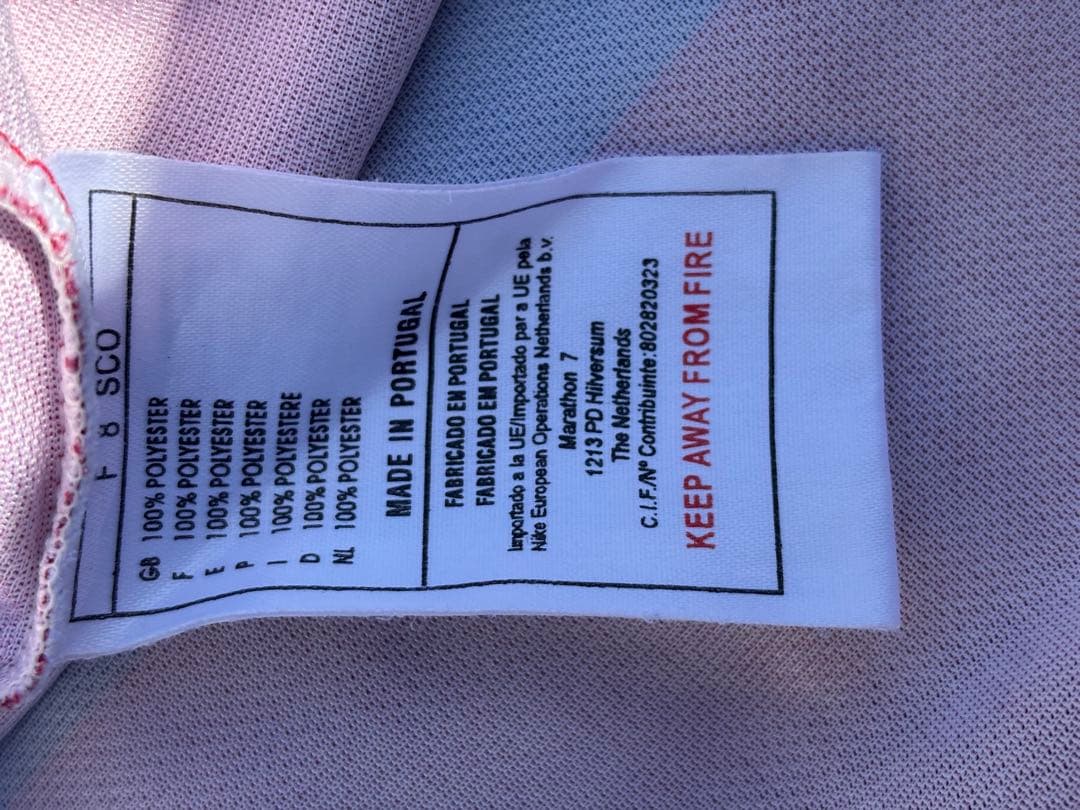 F 8 SCO
GB 100% POLYESTER
F 100% POLYESTER
E 100% POLYESTER
P 100% POLYESTER
I 100% POLYESTERE
D 100% POLYESTER
NL 100% POLYESTER
MADE IN PORTUGAL
FABRICADO EN PORTUGAL
FABRICADO EM PORTUGAL
Importado a la UE/Importado par a UE pela
Nike European Operations Netherlands b.v.
Marathon 7
1213 PD Hilversum
The Netherlands
C.I.F./Nº Contribuinte:802820323
KEEP AWAY FROM FIRE